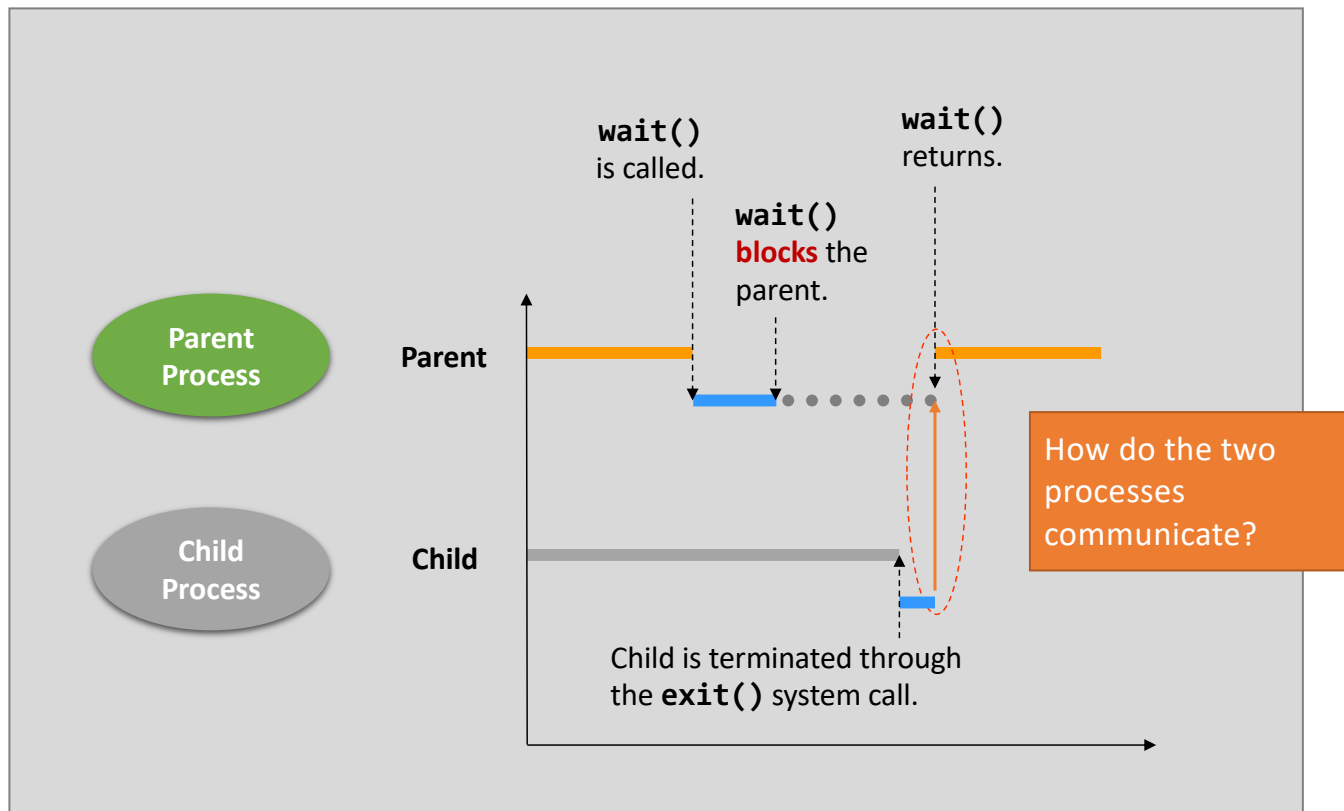 wait()
is called.
wait()
returns.
wait()
blocks the
parent.
Parent
Process
Parent
How do the two
processes
communicate?
Child
Process
Child
Child is terminated through
the exit() system call.